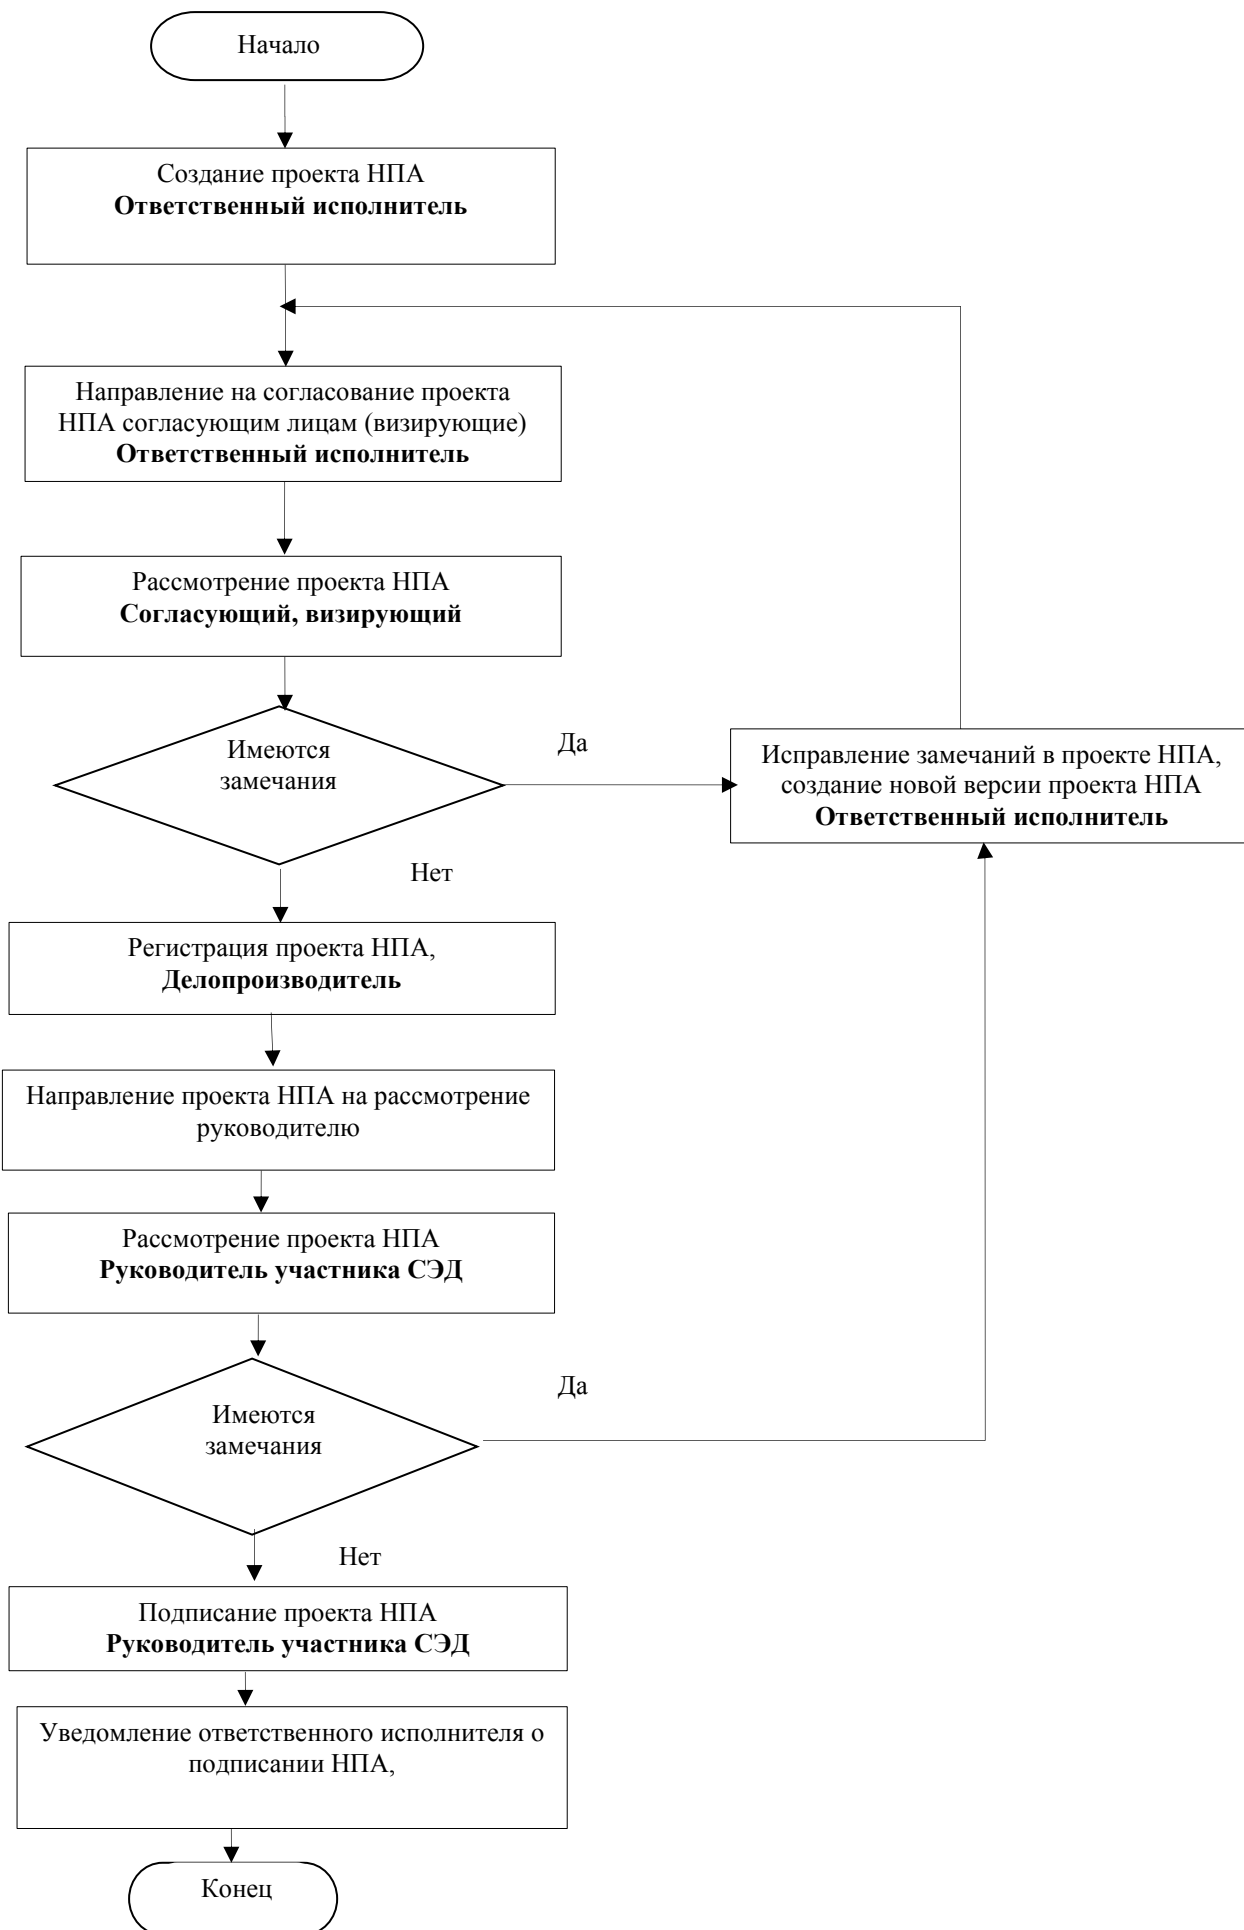 Начало
Создание проекта НПА
Ответственный исполнитель
Направление на согласование проекта
НПА согласующим лицам (визирующие)
Ответственный исполнитель
Рассмотрение проекта НПА
Согласующий, визирующий
Имеются
замечания
Да
Исправление замечаний в проекте НПА,
создание новой версии проекта НПА
Ответственный исполнитель
Нет
Регистрация проекта НПА,
Делопроизводитель
Направление проекта НПА на рассмотрение
руководителю
Рассмотрение проекта НПА
Руководитель участника СЭД
Имеются
замечания
Да
Нет
Подписание проекта НПА
Руководитель участника СЭД
Уведомление ответственного исполнителя о
подписании НПА,
Конец